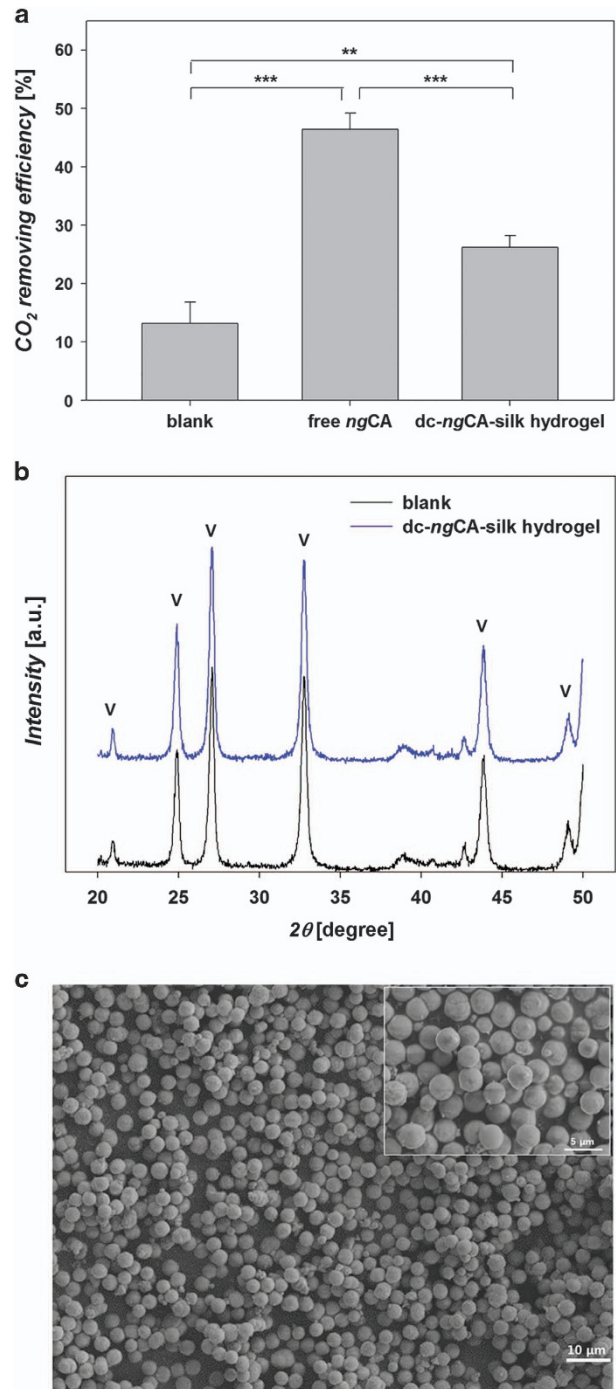 a
CO₂ removing efficiency [%]
60
50
40
30
20
10
0
**
***
***
blank
free ngCA
dc-ngCA-silk hydrogel
b
Intensity [a.u.]
blank
dc-ngCA-silk hydrogel
V
V
V
V
V
V
20
25
30
35
40
45
50
2θ [degree]
c
5 µm
10 µm